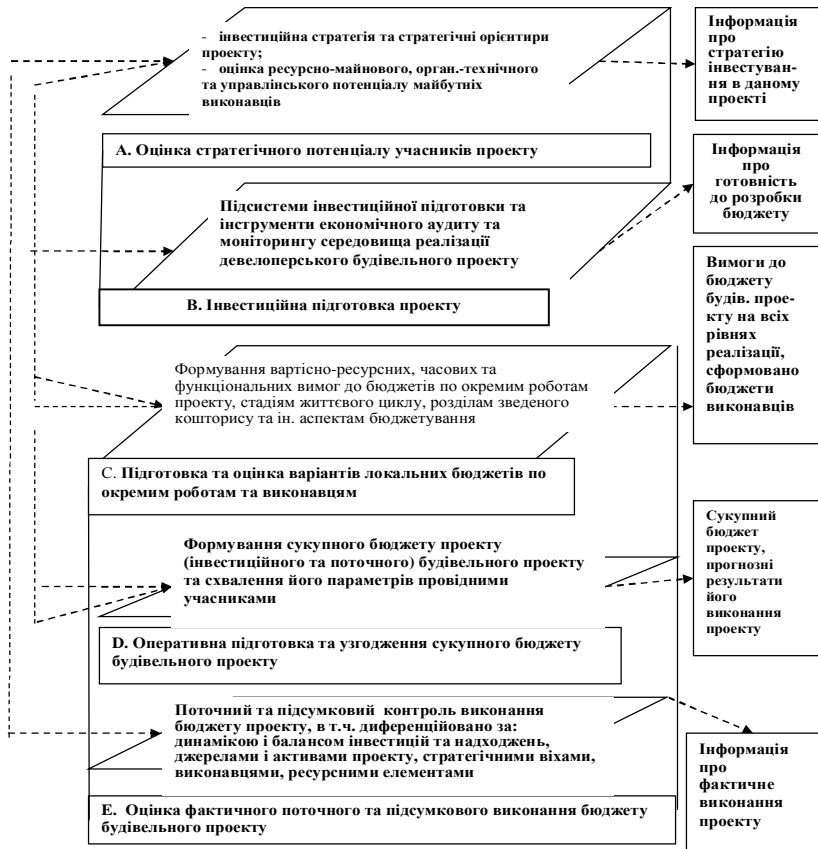 - інвестиційна стратегія та стратегічні орієнтири
проекту;
- оцінка ресурсно-майнового, орган.-технічного
та управлінського потенціалу майбутніх
виконавців
Інформація
про
стратегію
інвестуван-
ня в даному
проекті
А. Оцінка стратегічного потенціалу учасників проекту
Інформація
про
готовність
до розробки
бюджету
Підсистеми інвестиційної підготовки та
інструменти економічного аудиту та
моніторингу середовища реалізації
девелоперського будівельного проекту
В. Інвестиційна підготовка проекту
Вимоги до
бюджету
будів. прое-
кту на всіх
рівнях
реалізації,
сформовано
бюджети
виконавців
Формування вартісно-ресурсних, часових та
функціональних вимог до бюджетів по окремим роботам
проекту, стадіям життєвого циклу, розділам зведеного
кошторису та ін. аспектам бюджетування
С. Підготовка та оцінка варіантів локальних бюджетів по
окремим роботам та виконавцям
Сукупний
бюджет
проекту,
прогнозні
результати
його
виконання
проекту
Формування сукупного бюджету проекту
(інвестиційного та поточного) будівельного проекту
та схвалення його параметрів провідними
учасниками
D. Оперативна підготовка та узгодження сукупного бюджету
будівельного проекту
Поточний та підсумковий контроль виконання
бюджету проекту, в т.ч. диференційовано за:
динамікою і балансом інвестицій та надходжень,
джерелами і активами проекту, стратегічними віхами,
виконавцями, ресурсними елементами
Інформація
про
фактичне
виконання
проекту
Е. Оцінка фактичного поточного та підсумкового виконання бюджету
будівельного проекту